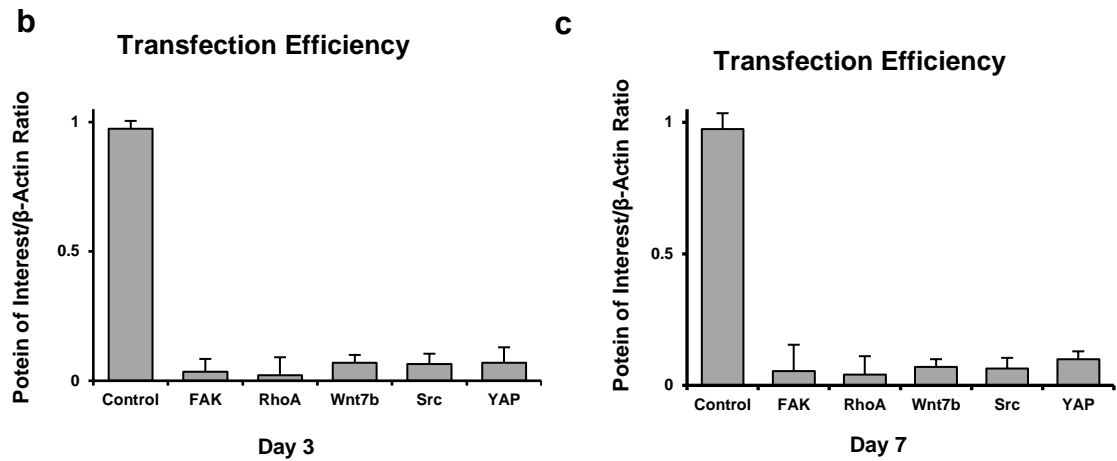 b
Transfection Efficiency
Potein of Interest/β-Actin Ratio
1
0.5
0
Control FAK RhoA Wnt7b Src YAP
Day 3
c
Transfection Efficiency
Potein of Interest/β-Actin Ratio
1
0.5
0
Control FAK RhoA Wnt7b Src YAP
Day 7